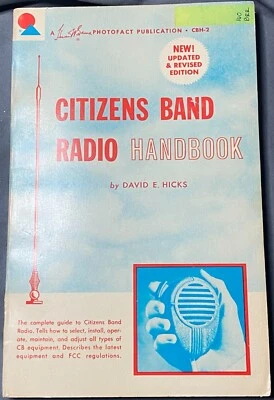 A Howard W. Sams PHOTOFACT PUBLICATION • CBH-2
NEW!
UPDATED
& REVISED
EDITION
CITIZENS BAND
RADIO HANDBOOK
by DAVID E. HICKS
The complete guide to Citizens Band
Radio. Tells how to select, install, oper-
ate, maintain, and adjust all types of
CB equipment. Describes the latest
equipment and FCC regulations.